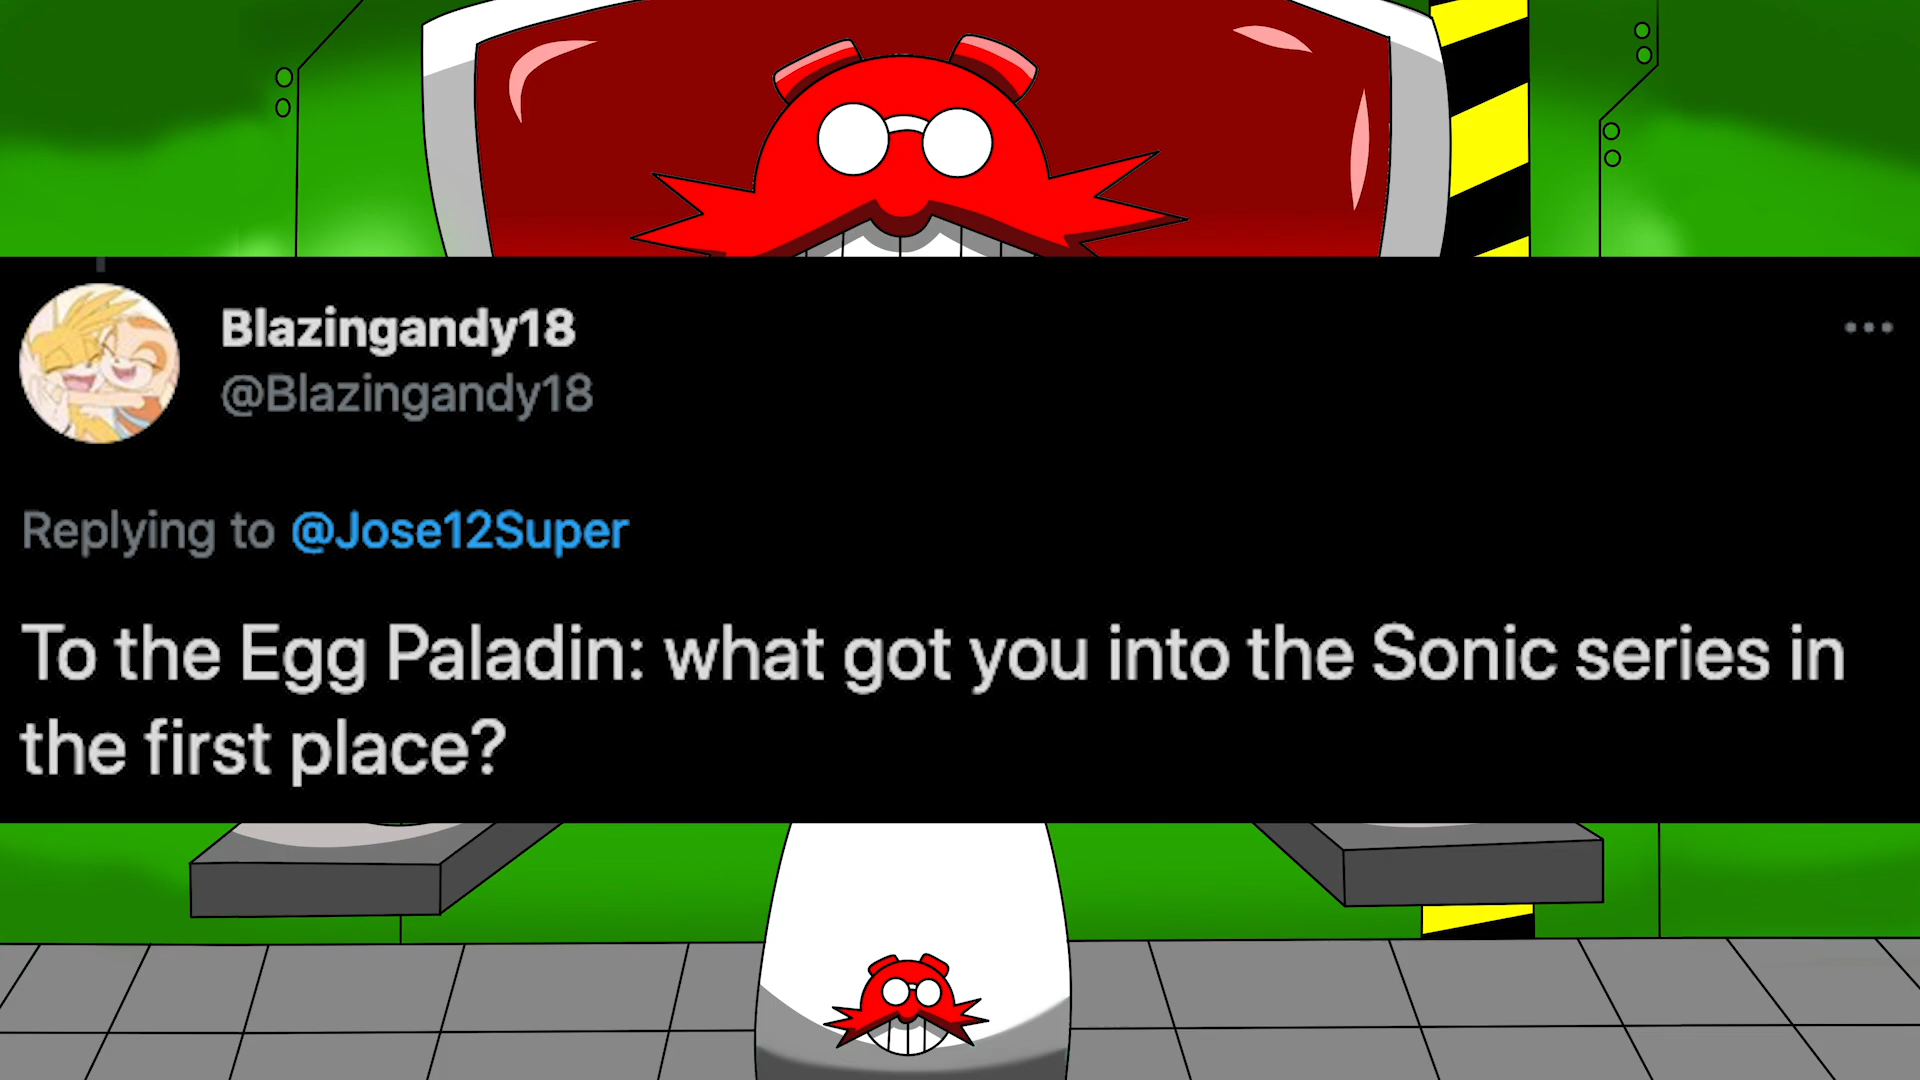 Blazingandy18
@Blazingandy18
Replying to @Jose12Super
To the Egg Paladin: what got you into the Sonic series in
the first place?